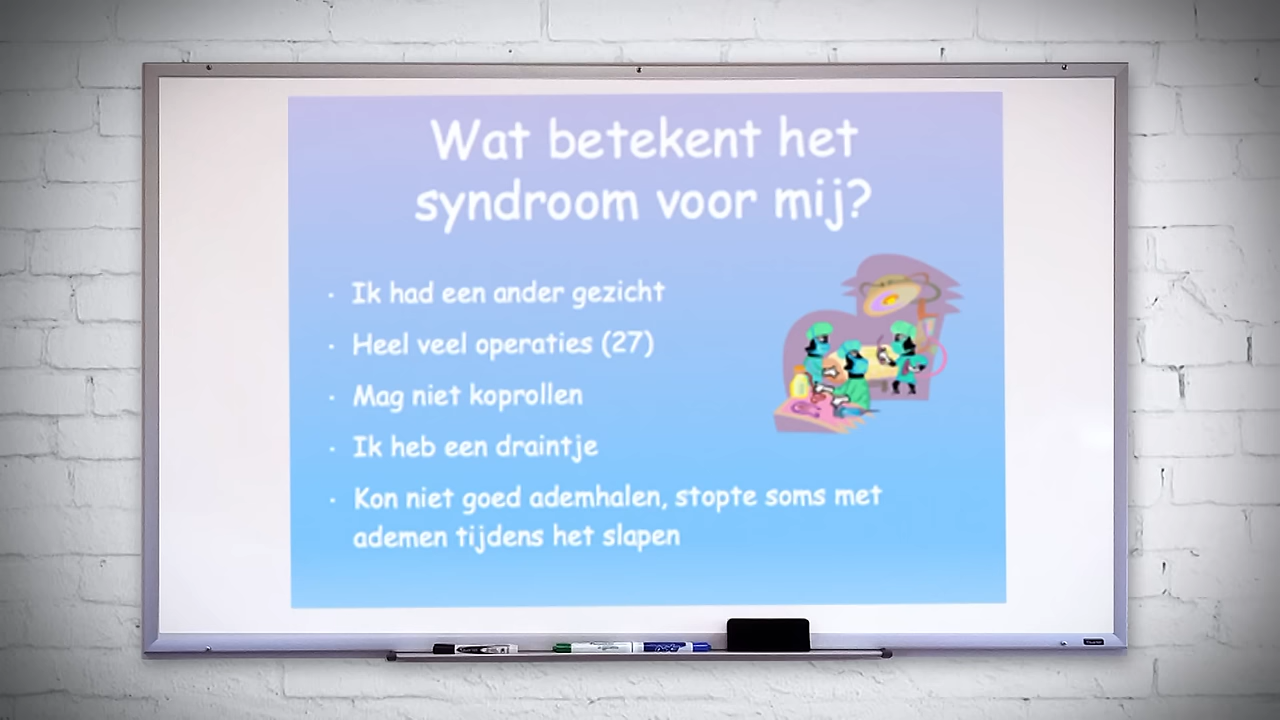 Wat betekent het
syndroom voor mij?
· Ik had een ander gezicht
· Heel veel operaties (27)
· Mag niet koprollen
· Ik heb een draintje
· Kon niet goed ademhalen, stopte soms met
ademen tijdens het slapen